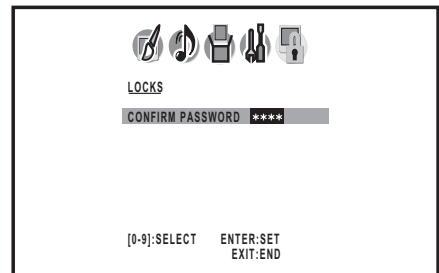 LOCKS
CONFIRM PASSWORD ****
[0-9]:SELECT ENTER:SET
EXIT:END